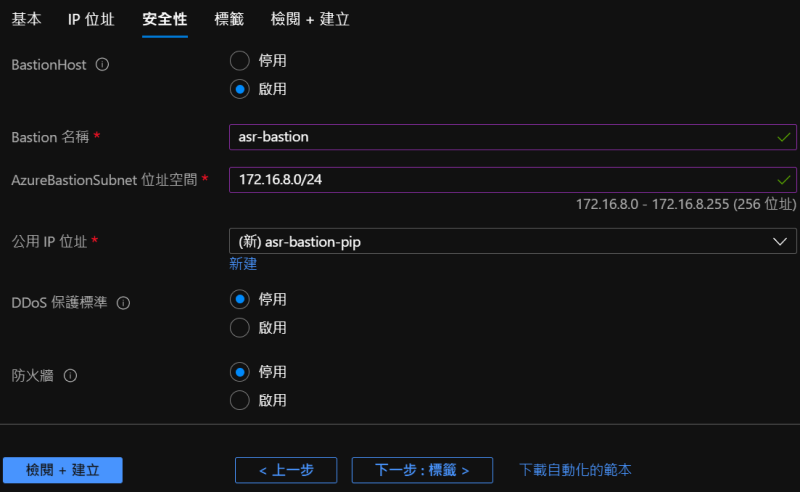 基本 IP 位址 安全性 標籤 檢閱 + 建立
BastionHost 停用
啟用
Bastion 名稱 * asr-bastion
AzureBastionSubnet 位址空間 * 172.16.8.0/24
172.16.8.0 - 172.16.8.255 (256 位址)
公用 IP 位址 * (新) asr-bastion-pip
新建
DDoS 保護標準 停用
啟用
防火牆 停用
啟用
檢閱 + 建立 < 上一步 下一步 : 標籤 > 下載自動化的範本